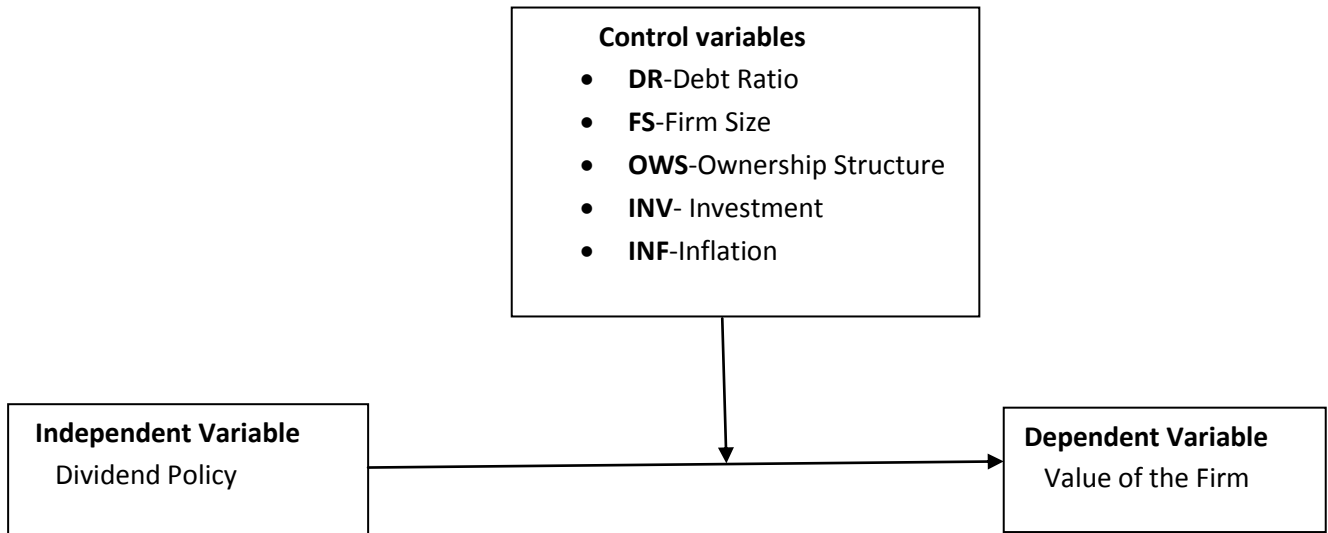 Control variables
• DR-Debt Ratio
• FS-Firm Size
• OWS-Ownership Structure
• INV- Investment
• INF-Inflation
Independent Variable
Dividend Policy
Dependent Variable
Value of the Firm